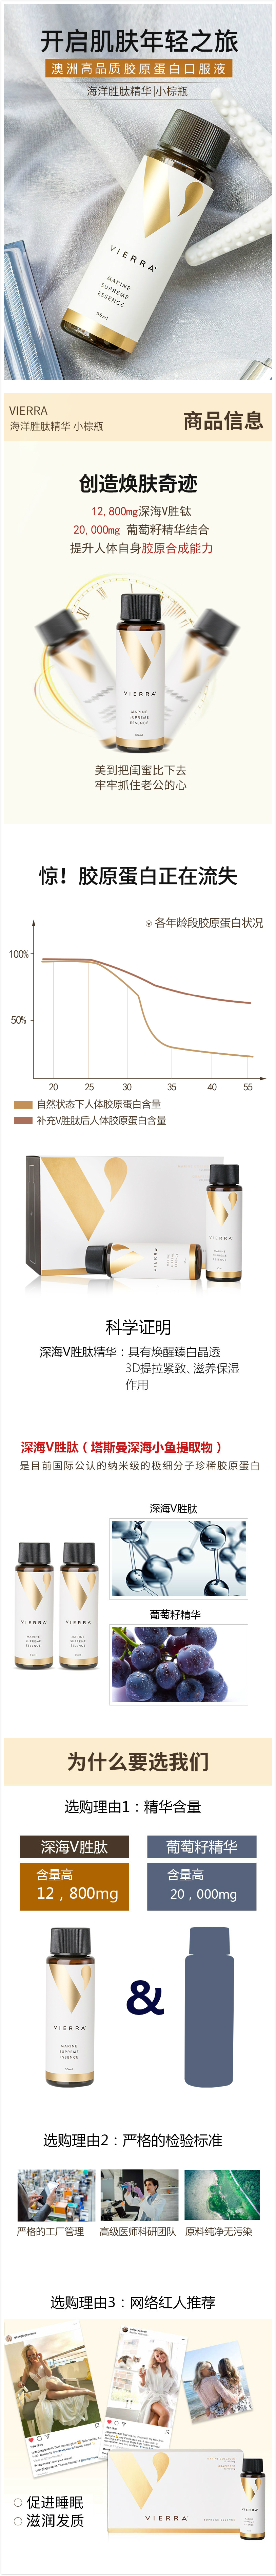 开启肌肤年轻之旅
澳洲高品质胶原蛋白口服液
海洋胜肽精华|小棕瓶
VIERRA
MARINE
SUPREME
ESSENCE
55ml
VIERRA
海洋胜肽精华 小棕瓶
商品信息
创造焕肤奇迹
12,800mg深海V胜钛
20,000mg 葡萄籽精华结合
提升人体自身胶原合成能力
VIERRA
MARINE
SUPREME
ESSENCE
美到把闺蜜比下去
牢牢抓住老公的心
惊！胶原蛋白正在流失
各年龄段胶原蛋白状况
100%
50%
20 25 30 35 40 55
自然状态下人体胶原蛋白含量
补充V胜肽后人体胶原蛋白含量
VIERRA
科学证明
深海V胜肽精华：具有焕醒臻白晶透
3D提拉紧致、滋养保湿
作用
深海V胜肽（塔斯曼深海小鱼提取物）
是目前国际公认的纳米级的极细分子珍稀胶原蛋白
深海V胜肽
VIERRA VIERRA
葡萄籽精华
为什么要选我们
选购理由1：精华含量
深海V胜肽
含量高
12，800mg
葡萄籽精华
含量高
20，000mg
VIERRA
MARINE
SUPREME
ESSENCE
&
选购理由2：严格的检验标准
严格的工厂管理
高级医师科研团队
原料纯净无污染
选购理由3：网络红人推荐
促进睡眠
滋润发质
VIERRA